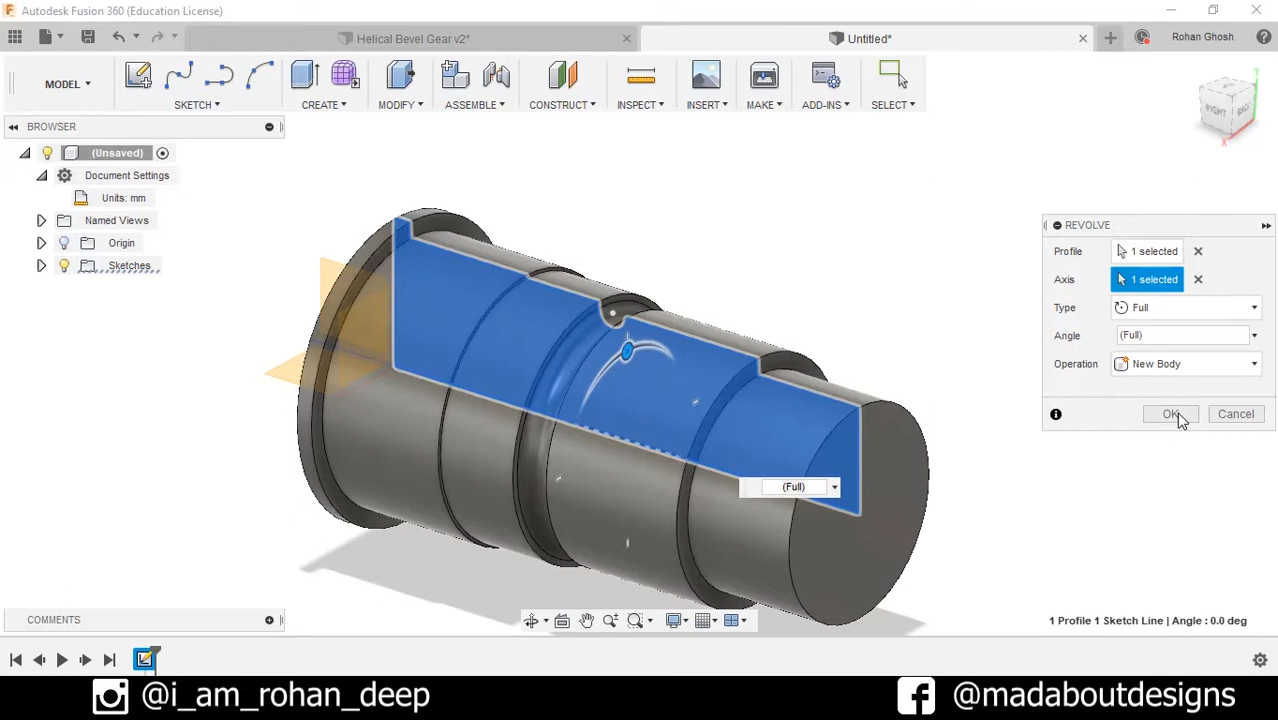 Autodesk Fusion 360 (Education License)
Helical Bevel Gear v2*
Untitled*
Rohan Ghosh
MODEL
SKETCH
CREATE
MODIFY
ASSEMBLE
CONSTRUCT
INSPECT
INSERT
MAKE
ADD-INS
SELECT
RIGHT
BACK
Y
X
BROWSER
(Unsaved)
Document Settings
Units: mm
Named Views
Origin
Sketches
REVOLVE
Profile 1 selected
Axis 1 selected
Type Full
Angle (Full)
Operation New Body
OK Cancel
(Full)
COMMENTS
1 Profile 1 Sketch Line | Angle : 0.0 deg
@i_am_rohan_deep
@madaboutdesigns